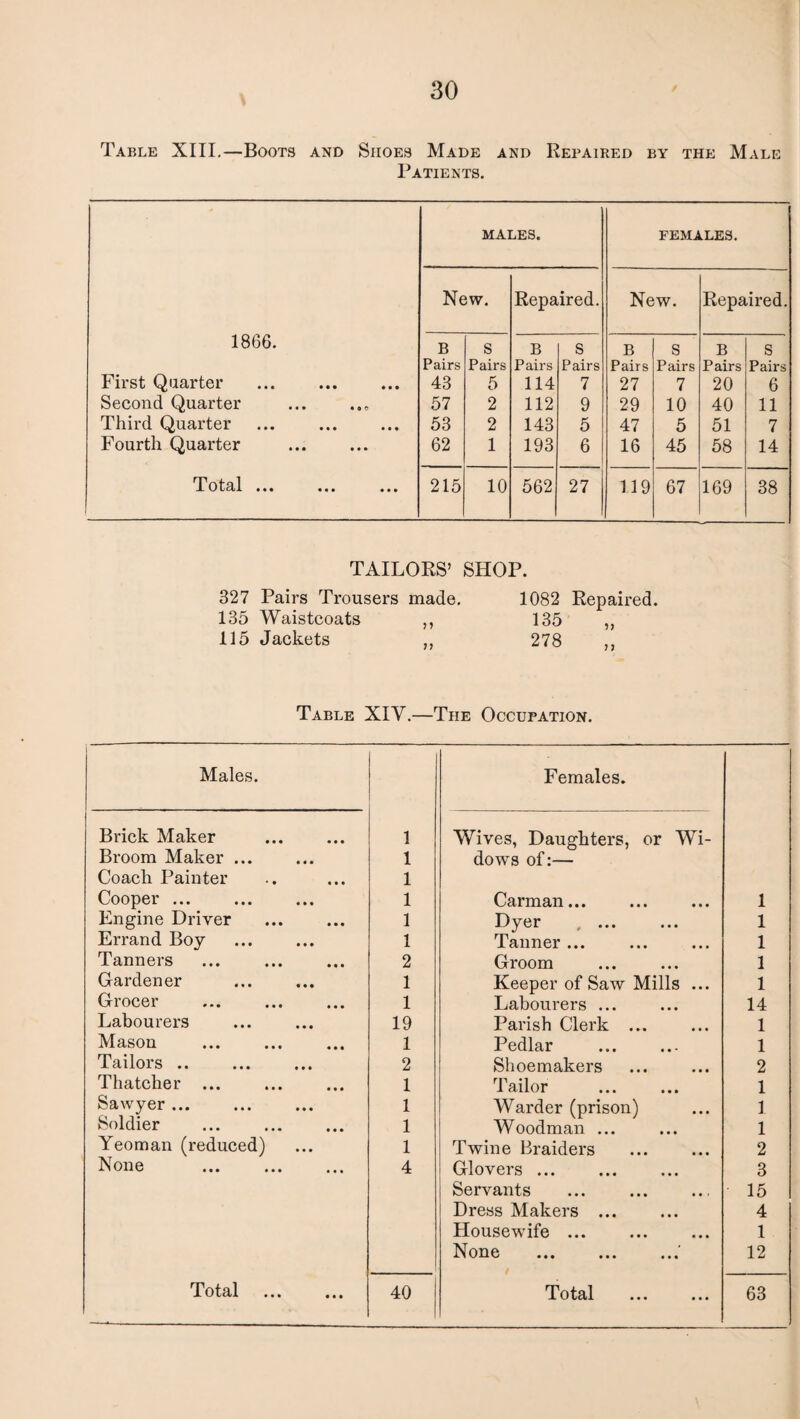 30
TABLE XIII.—BOOTS AND SHOES MADE AND REPAIRED BY THE MALE
PATIENTS.
MALES. FEMALES.
New. Repaired. New. Repaired.
1866. B S B S B S B S
Pairs Pairs Pairs Pairs Pairs Pairs Pairs Pairs
First Quarter ... ... ... 43 5 114 7 27 7 20 6
Second Quarter ... ... 57 2 112 9 29 10 40 11
Third Quarter ... ... ... 53 2 143 5 47 5 51 7
Fourth Quarter ... ... 62 1 193 6 16 45 58 14
Total ... ... ... 215 10 562 27 119 67 169 38
TAILORS' SHOP.
327 Pairs Trousers made. 1082 Repaired.
135 Waistcoats ,, 135 ,,
115 Jackets ,, 278 ,,
TABLE XIV.—THE OCCUPATION.
Males. Females.
Brick Maker ... ... 1 Wives, Daughters, or Wi-
Broom Maker ... ... 1 dows of:—
Coach Painter .. ... 1
Cooper ... ... ... 1 Carman... ... ... 1
Engine Driver ... ... 1 Dyer ... ... 1
Errand Boy ... ... 1 Tanner ... ... ... 1
Tanners ... ... ... 2 Groom ... ... 1
Gardener ... ... 1 Keeper of Saw Mills ... 1
Grocer ... ... ... 1 Labourers ... ... 14
Labourers ... ... 19 Parish Clerk ... ... 1
Mason ... ... ... 1 Pedlar ... ... 1
Tailors .. ... ... 2 Shoemakers ... ... 2
Thatcher ... ... ... 1 Tailor ... ... 1
Sawyer ... ... ... 1 Warder (prison) ... 1
Soldier ... ... ... 1 Woodman ... ... 1
Yeoman (reduced) ... 1 Twine Braiders ... ... 2
None ... ... ... 4 Glovers ... ... ... 3
Servants ... ... ... 15
Dress Makers ... ... 4
Housewife ... ... ... 1
None ... ... ... 12
Total ... ... 40 Total ... ... 63